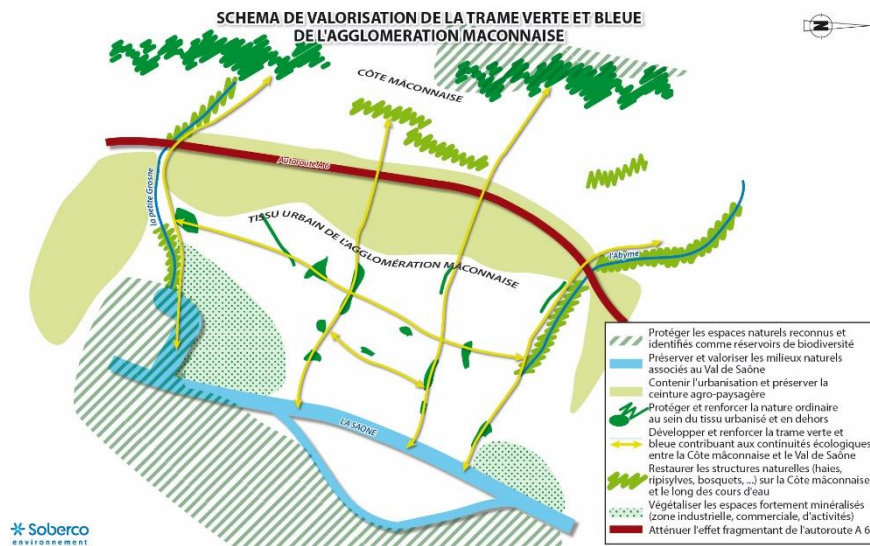 SCHEMA DE VALORISATION DE LA TRAME VERTE ET BLEUE
DE L'AGGLOMERATION MACONNAISE
N
CÔTE MÂCONNAISE
Autoroute A 6
La petite Grosne
TISSU URBAIN DE L'AGGLOMÉRATION MÂCONNAISE
l'Abyme
LA SAONE
Protéger les espaces naturels reconnus et
identifiés comme réservoirs de biodiversité
Préserver et valoriser les milieux naturels
associés au Val de Saône
Contenir l'urbanisation et préserver la
ceinture agro-paysagère
Protéger et renforcer la nature ordinaire
au sein du tissu urbanisé et en dehors
Développer et renforcer la trame verte et
bleue contribuant aux continuités écologiques
entre la Côte mâconnaise et le Val de Saône
Restaurer les structures naturelles (haies,
ripisylves, bosquets, ...) sur la Côte mâconnaise
et le long des cours d'eau
Végétaliser les espaces fortement minéralisés
(zone industrielle, commerciale, d'activités)
Atténuer l'effet fragmentant de l'autoroute A 6
Soberco
environnement